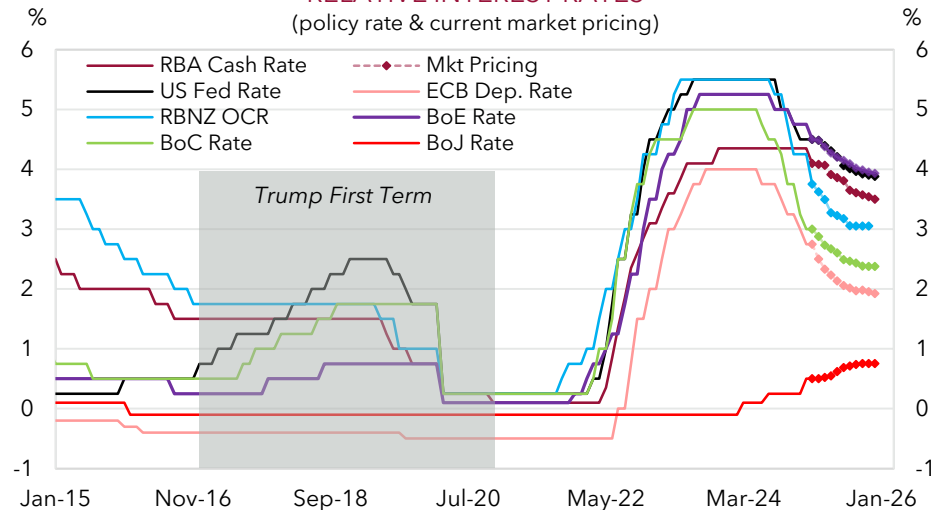 RELATIVE INTEREST RATES
(policy rate & current market pricing)
% %
6 6
5 5
4 4
3 3
2 2
1 1
0 0
-1 -1
RBA Cash Rate Mkt Pricing
US Fed Rate ECB Dep. Rate
RBNZ OCR BoE Rate
BoC Rate BoJ Rate
Trump First Term
Jan-15 Nov-16 Sep-18 Jul-20 May-22 Mar-24 Jan-26